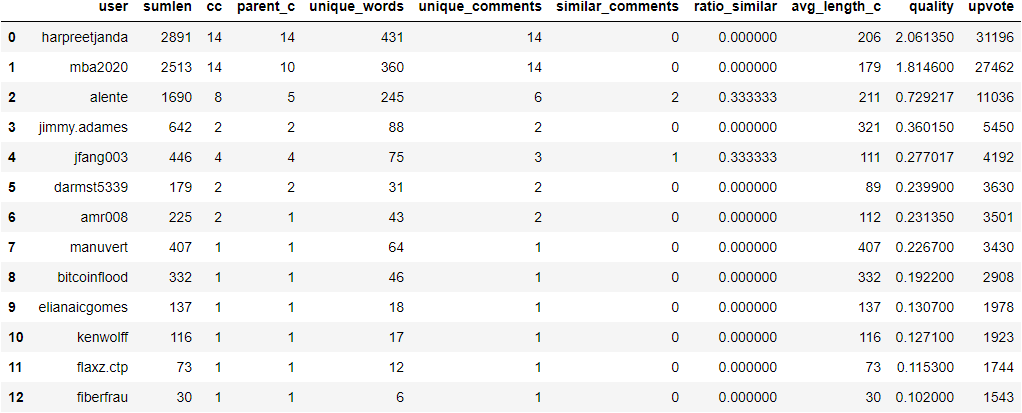 user sumlen cc parent_c unique_words unique_comments similar_comments ratio_similar avg_length_c quality upvote
0 harpreetjanda 2891 14 14 431 14 0 0.000000 206 2.061350 31196
1 mba2020 2513 14 10 360 14 0 0.000000 179 1.814600 27462
2 alente 1690 8 5 245 6 2 0.333333 211 0.729217 11036
3 jimmy.adames 642 2 2 88 2 0 0.000000 321 0.360150 5450
4 jfang003 446 4 4 75 3 1 0.333333 111 0.277017 4192
5 darmst5339 179 2 2 31 2 0 0.000000 89 0.239900 3630
6 amr008 225 2 1 43 2 0 0.000000 112 0.231350 3501
7 manuvert 407 1 1 64 1 0 0.000000 407 0.226700 3430
8 bitcoinflood 332 1 1 46 1 0 0.000000 332 0.192200 2908
9 elianaicgomes 137 1 1 18 1 0 0.000000 137 0.130700 1978
10 kenwolff 116 1 1 17 1 0 0.000000 116 0.127100 1923
11 flaxz.ctp 73 1 1 12 1 0 0.000000 73 0.115300 1744
12 fiberfrau 30 1 1 6 1 0 0.000000 30 0.102000 1543